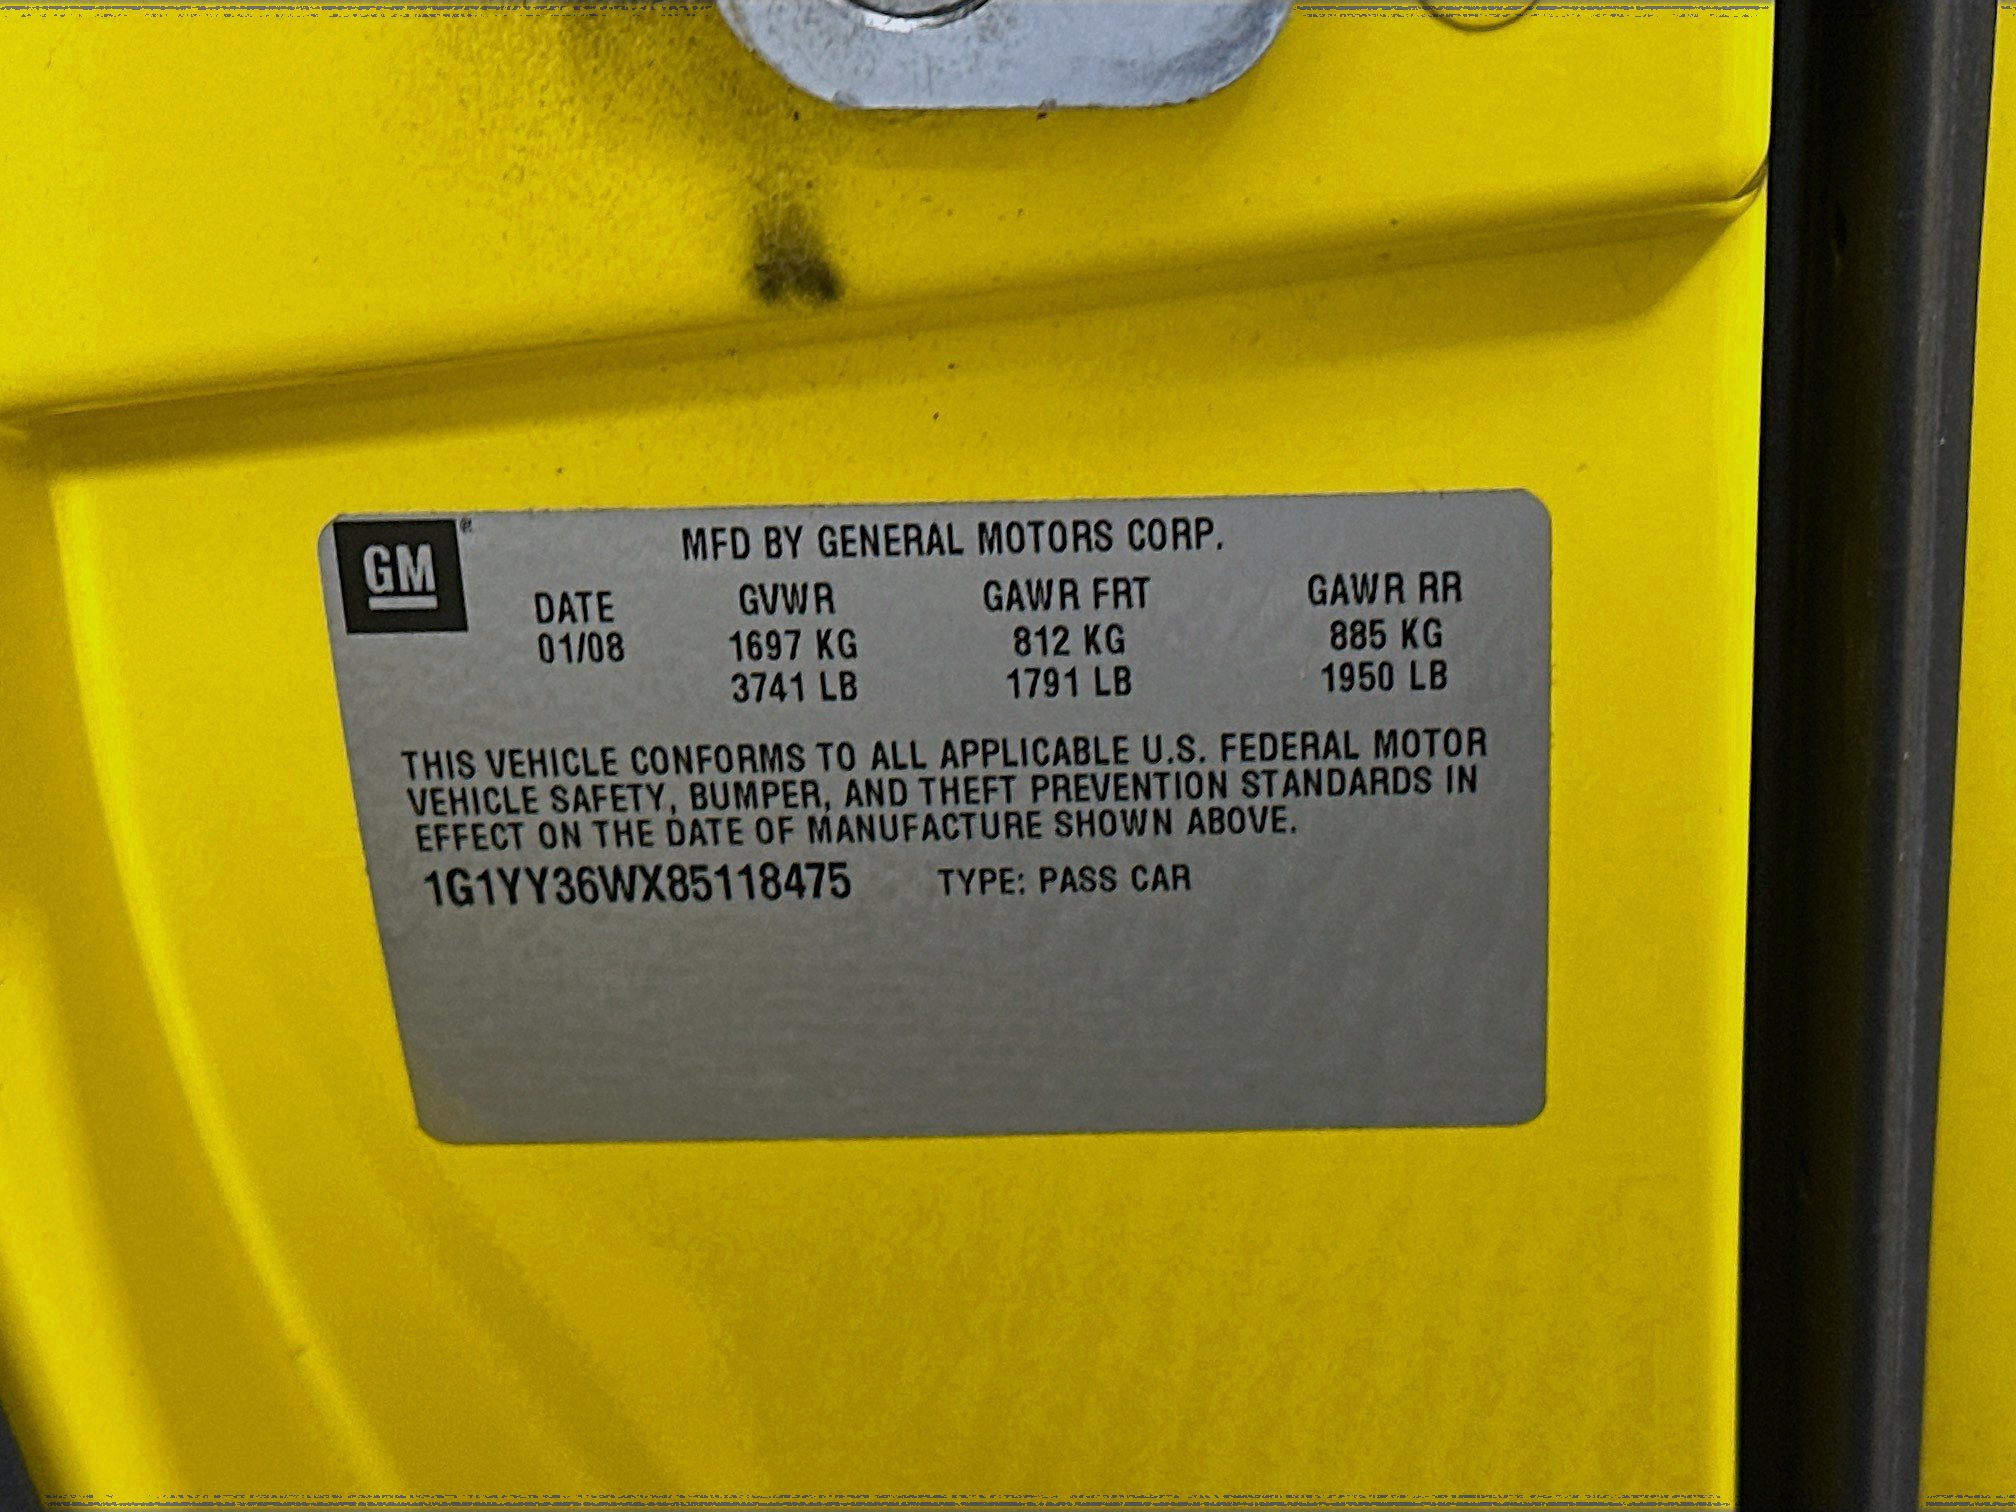 GM®
MFD BY GENERAL MOTORS CORP.
DATE GVWR GAWR FRT GAWR RR
01/08 1697 KG 812 KG 885 KG
3741 LB 1791 LB 1950 LB
THIS VEHICLE CONFORMS TO ALL APPLICABLE U.S. FEDERAL MOTOR
VEHICLE SAFETY, BUMPER, AND THEFT PREVENTION STANDARDS IN
EFFECT ON THE DATE OF MANUFACTURE SHOWN ABOVE.
1G1YY36WX85118475 TYPE: PASS CAR